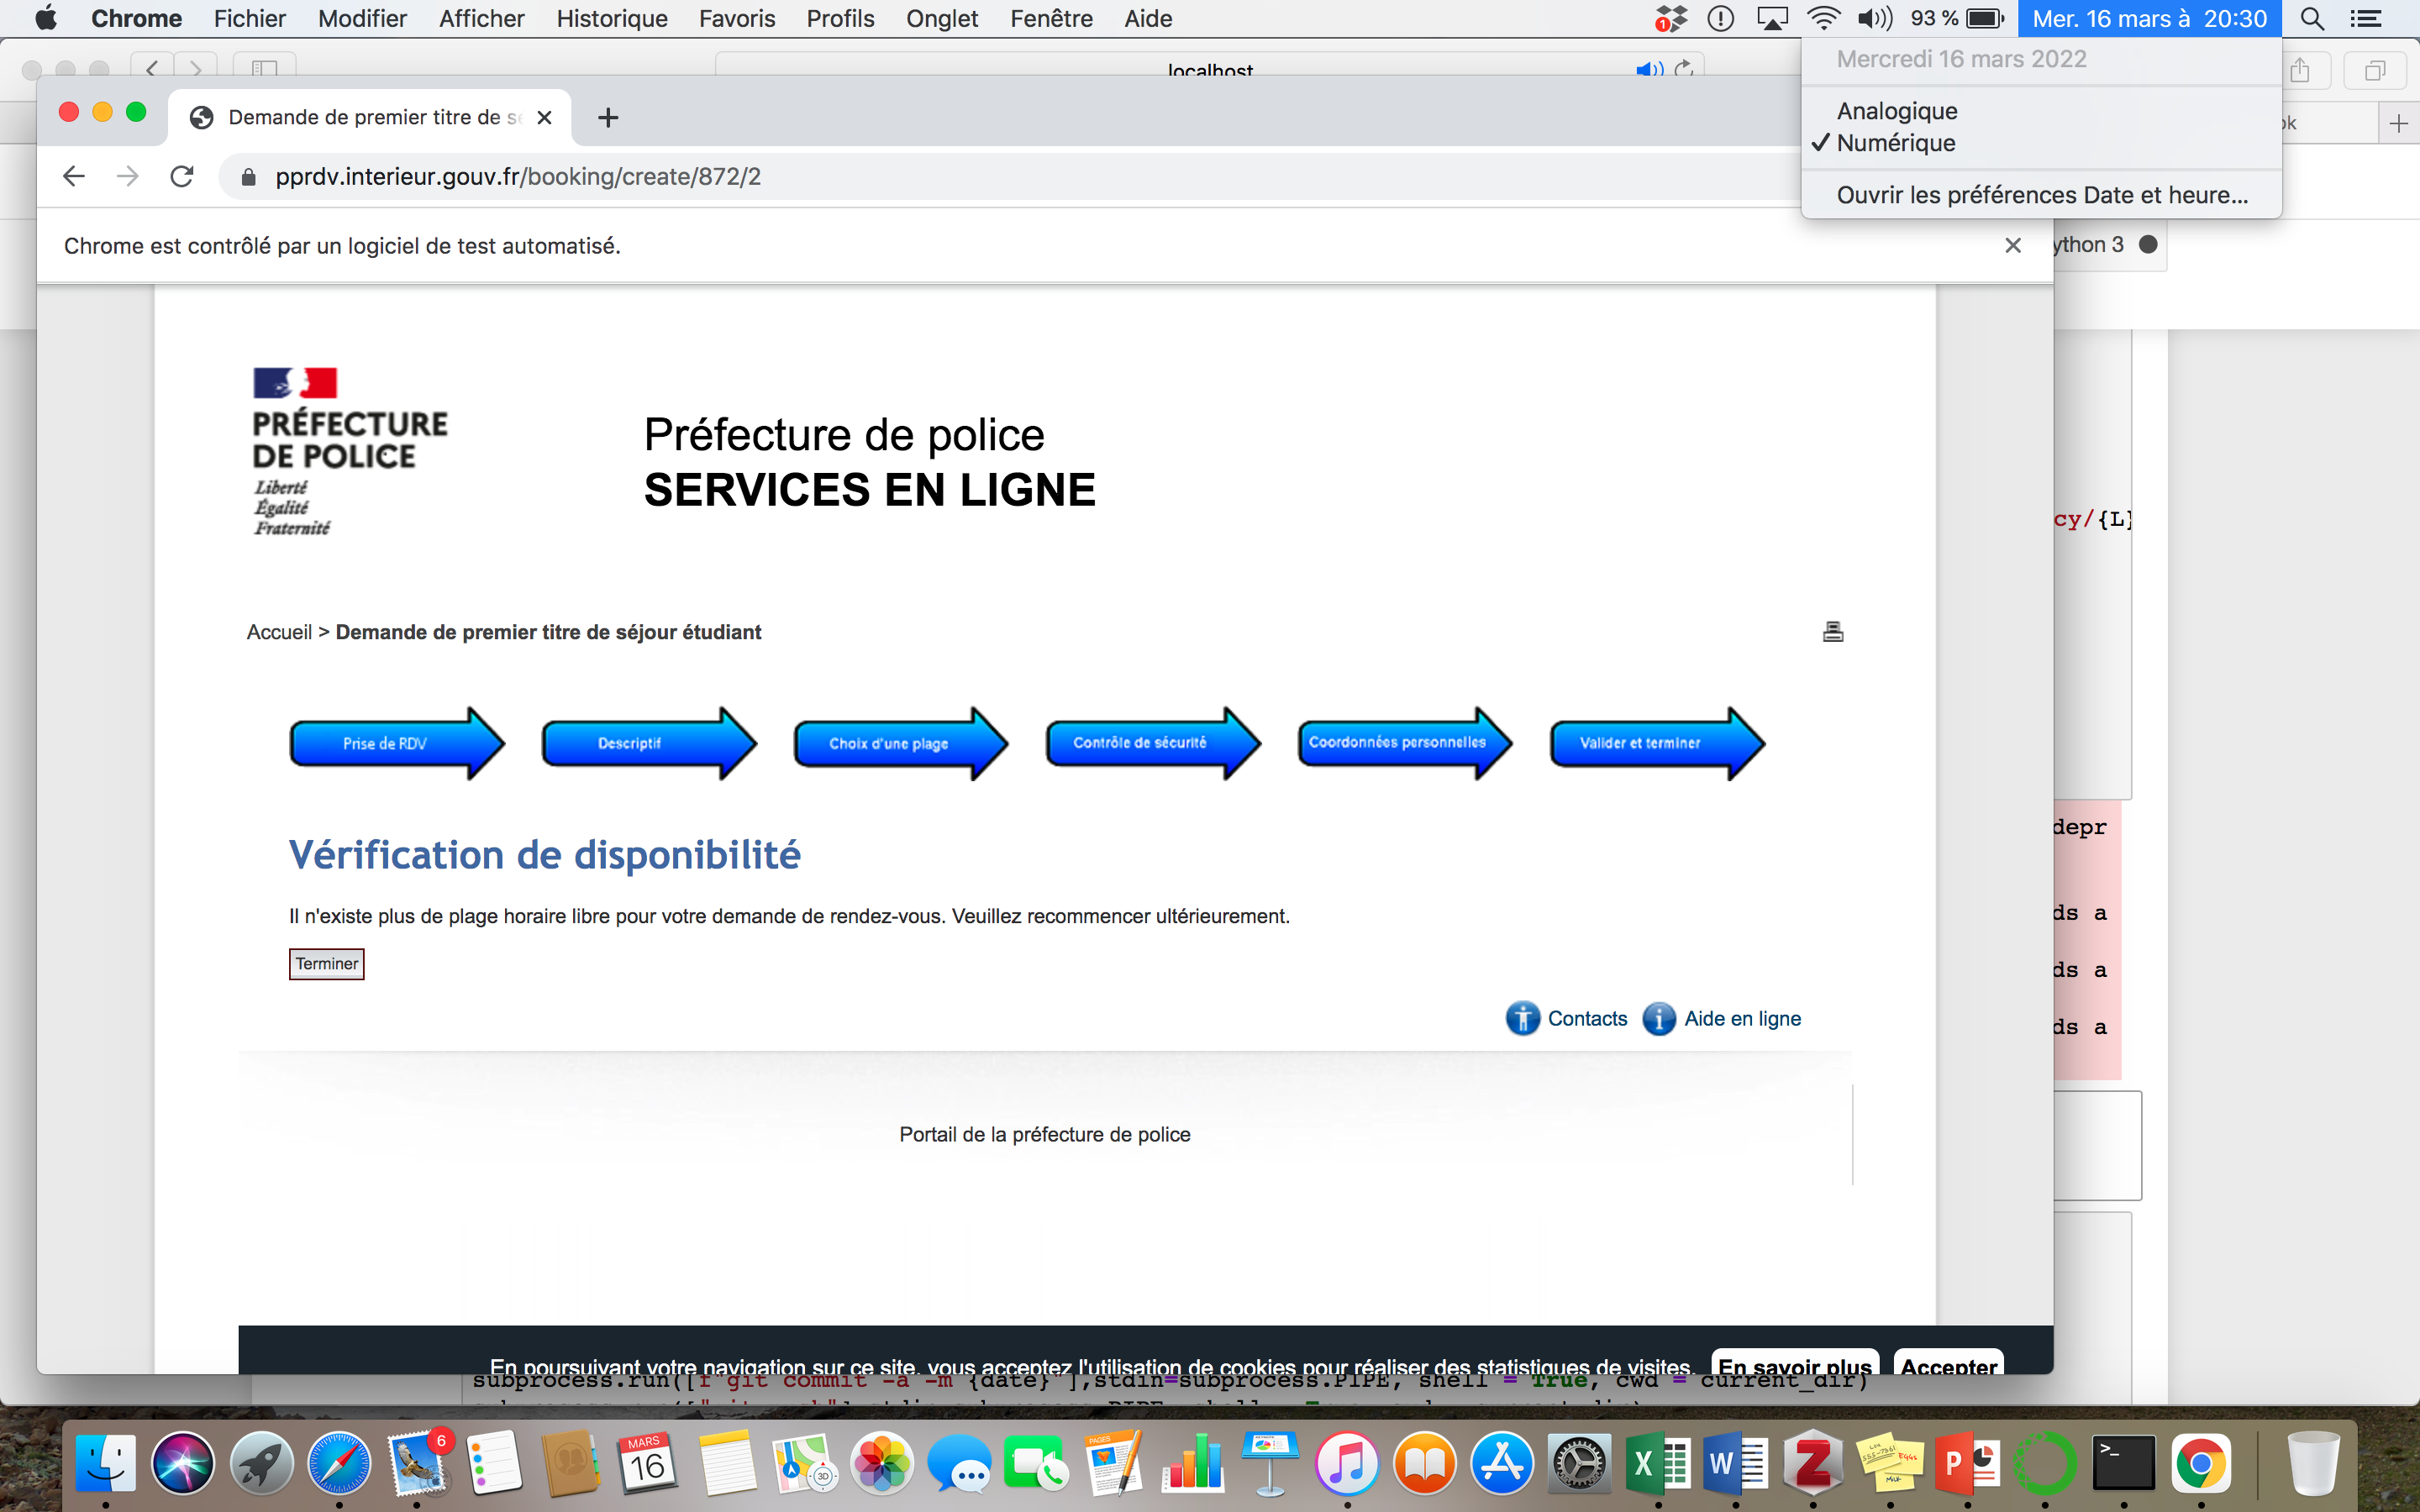 Chrome Fichier Modifier Afficher Historique Favoris Profils Onglet Fenêtre Aide 1 93 % Mer. 16 mars à 20:30
localhost
Mercredi 16 mars 2022
Analogique
✓ Numérique
Ouvrir les préférences Date et heure...
Demande de premier titre de
pprdv.interieur.gouv.fr/booking/create/872/2
Chrome est contrôlé par un logiciel de test automatisé.
ython 3
PRÉFECTURE
DE POLICE
Liberté
Égalité
Fraternité
Préfecture de police
SERVICES EN LIGNE
cy/{L}
Accueil > Demande de premier titre de séjour étudiant
Prise de RDV Descriptif Choix d'une plage Contrôle de sécurité Coordonnées personnelles Valider et terminer
depr
Vérification de disponibilité
Il n'existe plus de plage horaire libre pour votre demande de rendez-vous. Veuillez recommencer ultérieurement.
ds a
Terminer
ds a
Contacts Aide en ligne
ds a
Portail de la préfecture de police
En poursuivant votre navigation sur ce site, vous acceptez l'utilisation de cookies pour réaliser des statistiques de visites. En savoir plus Accepter
subprocess.run([f"git commit -a -m {date}"],stdin=subprocess.PIPE, shell = True, cwd = current_dir)
6
MARS
16
3D
PAGES